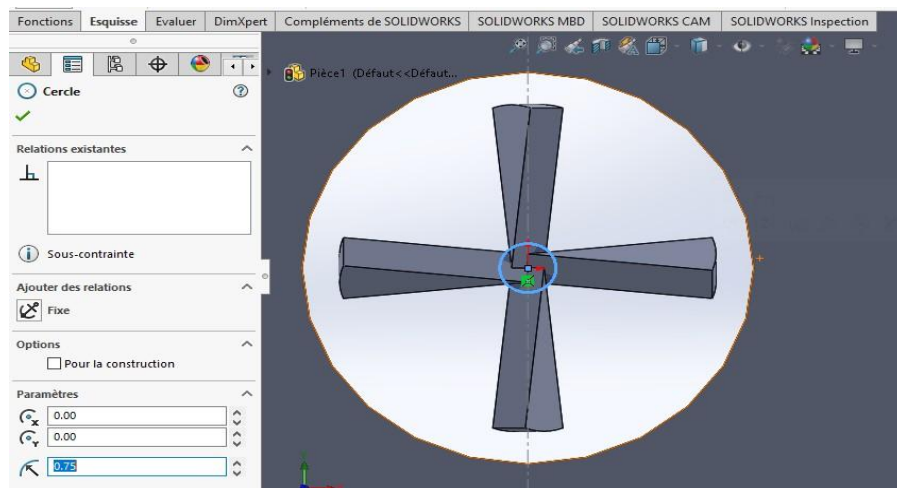 Fonctions Esquisse Evaluer DimXpert Compléments de SOLIDWORKS SOLIDWORKS MBD SOLIDWORKS CAM SOLIDWORKS Inspection
Pièce1 (Défaut<<Défaut...
Cercle
Relations existantes
Sous-contrainte
Ajouter des relations
Fixe
Options
Pour la construction
Paramètres
X 0.00
Y 0.00
0.75